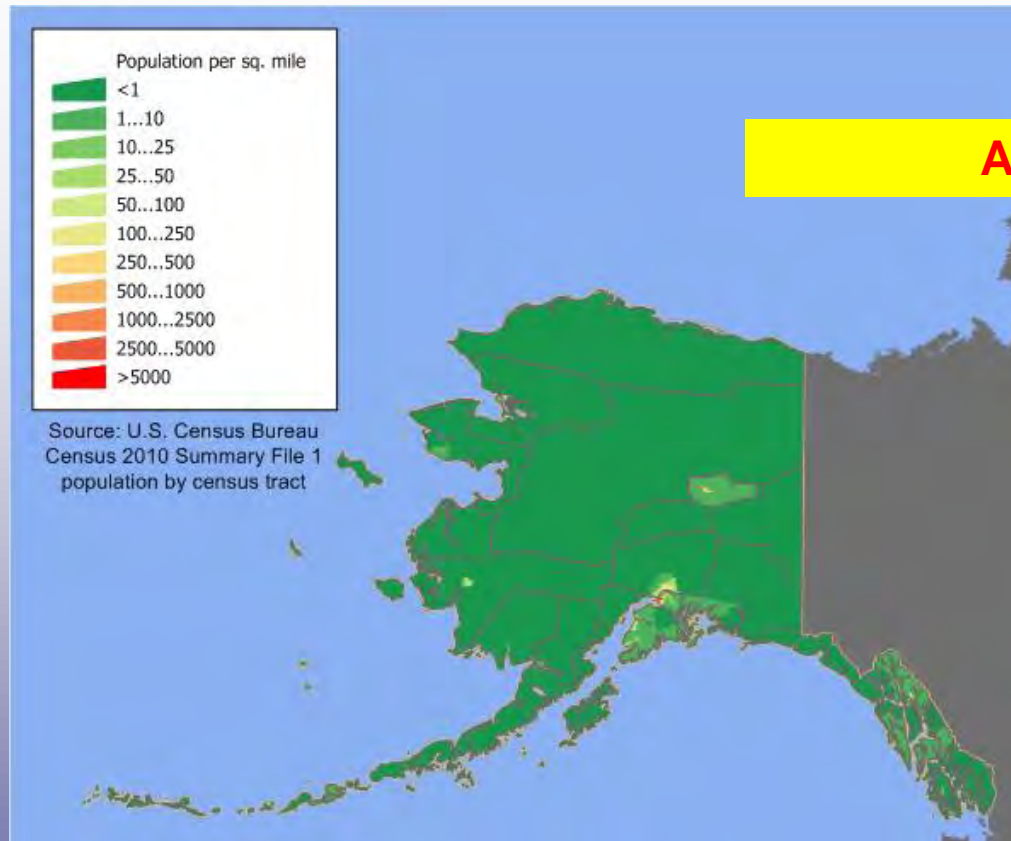 Population per sq. mile
<1
1...10
10...25
25...50
50...100
100...250
250...500
500...1000
1000...2500
2500...5000
>5000
A
Source: U.S. Census Bureau
Census 2010 Summary File 1
population by census tract